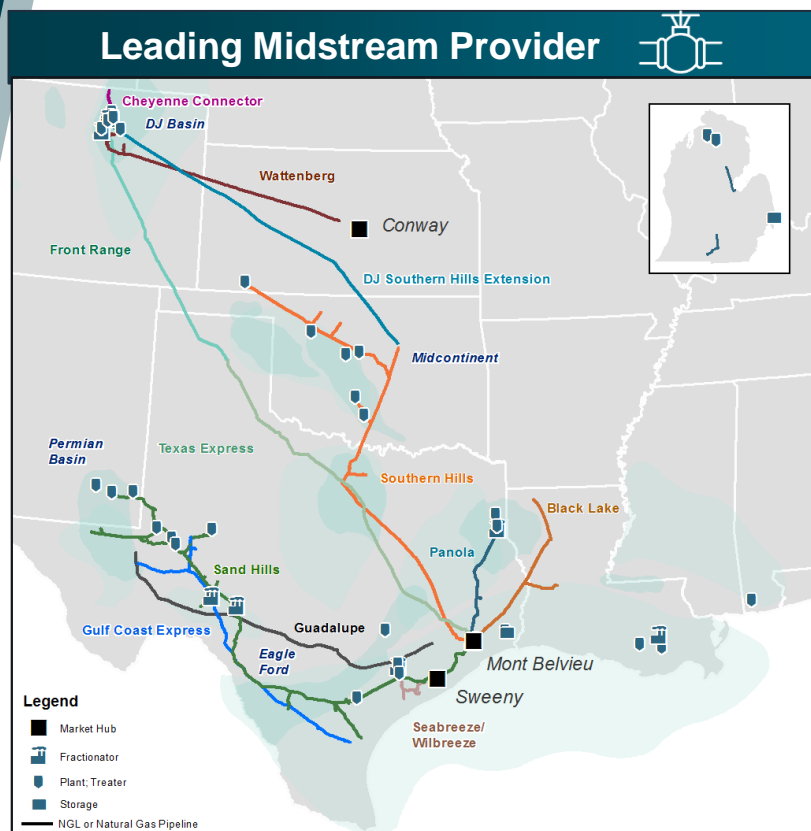 Leading Midstream Provider
Cheyenne Connector
DJ Basin
Wattenberg
Conway
Front Range
DJ Southern Hills Extension
Midcontinent
Permian
Basin
Texas Express
Southern Hills
Black Lake
Panola
Sand Hills
Gulf Coast Express
Guadalupe
Eagle
Ford
Mont Belvieu
Sweeny
Seabreeze/
Wilbreeze
Legend
Market Hub
Fractionator
Plant; Treater
Storage
NGL or Natural Gas Pipeline